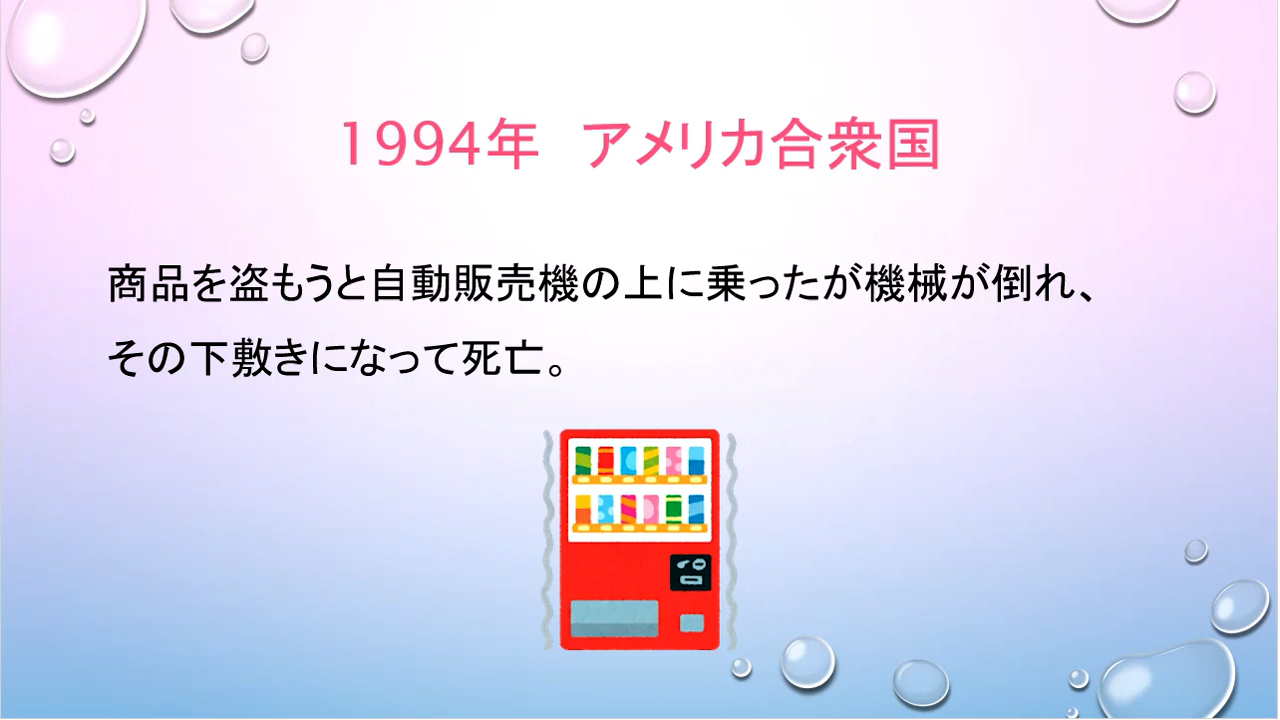 1994年　アメリカ合衆国
商品を盗もうと自動販売機の上に乗ったが機械が倒れ、
その下敷きになって死亡。